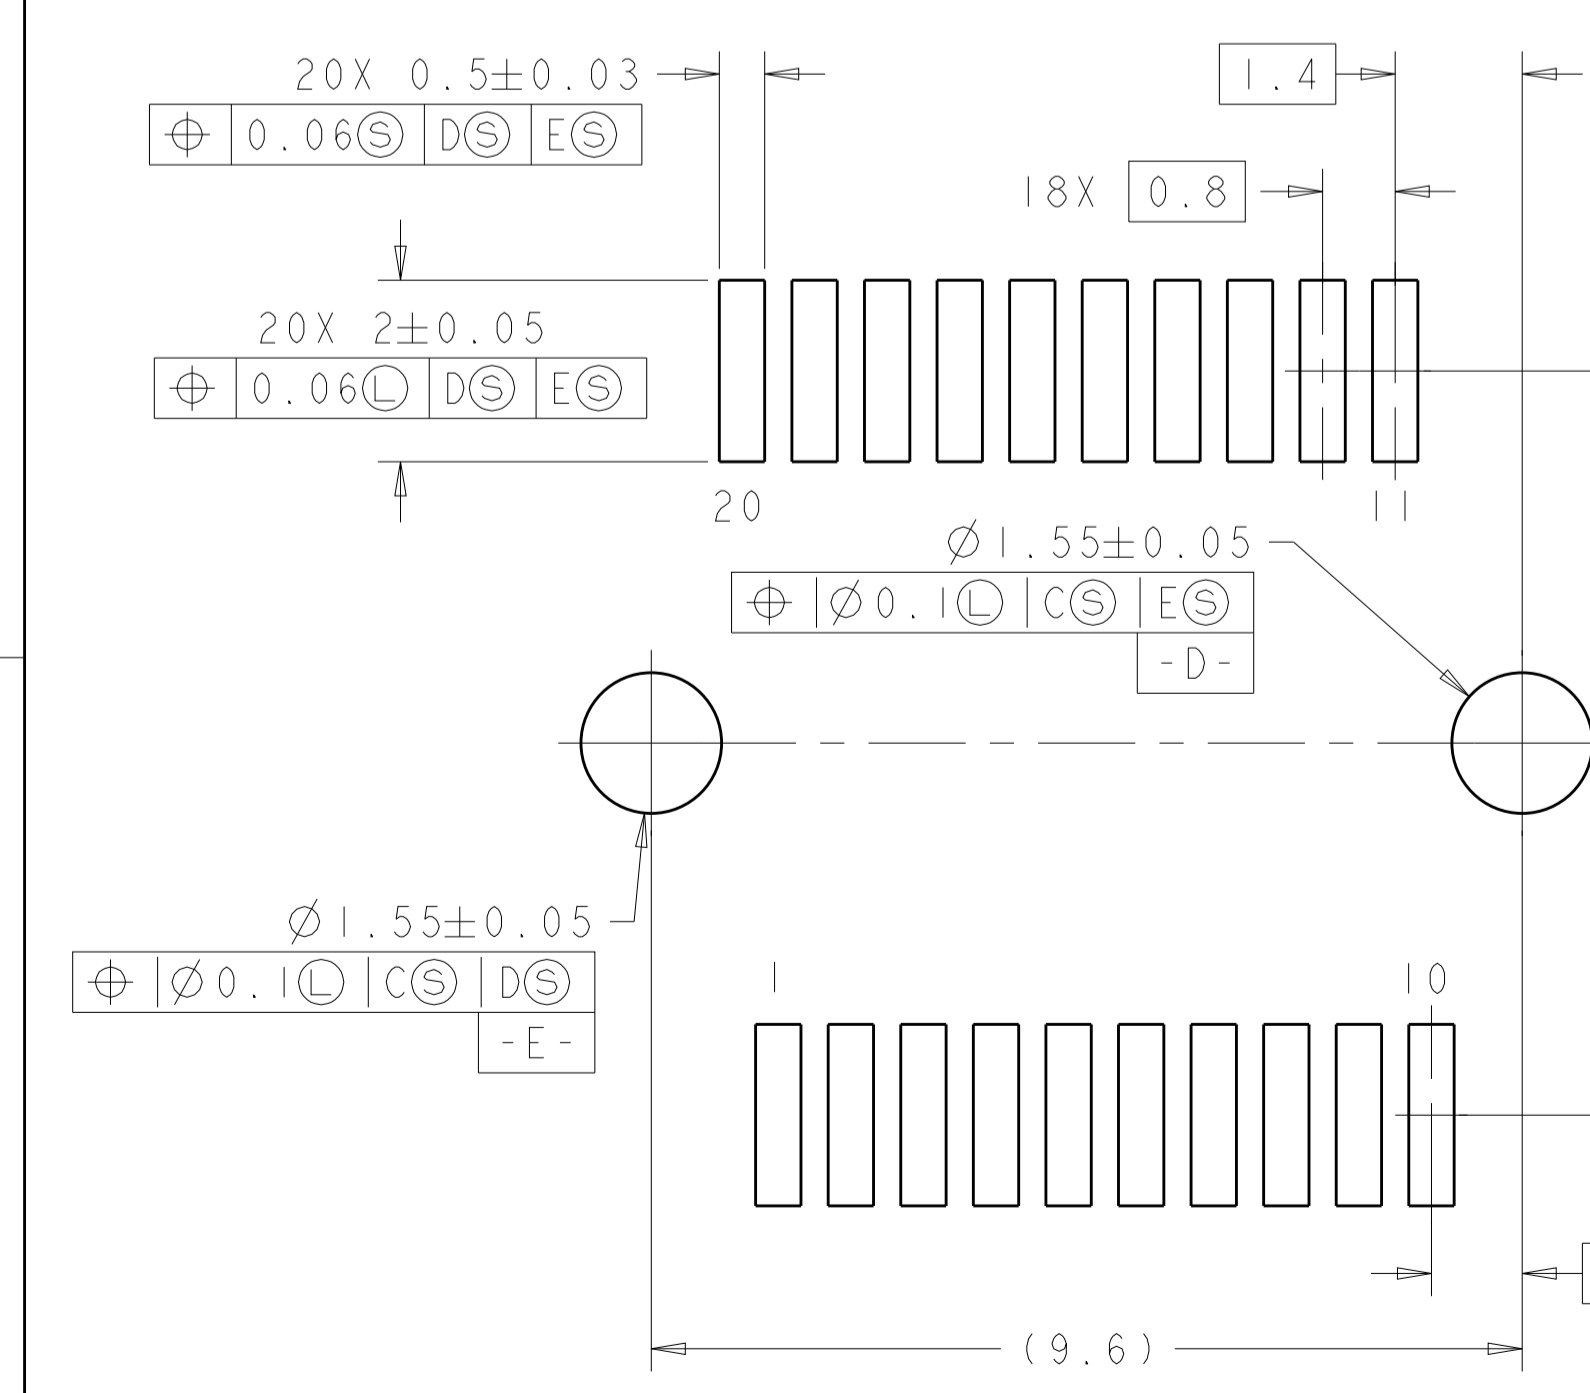 20X 0.5±0.03
⌖ 0.06Ⓢ DⓈ EⓈ
1.4
18X 0.8
20X 2±0.05
⌖ 0.06Ⓛ DⓈ EⓈ
20
11
Ø1.55±0.05
⌖ Ø0.1Ⓛ CⓈ EⓈ
-D-
Ø1.55±0.05
⌖ Ø0.1Ⓛ CⓈ DⓈ
-E-
1
10
(9.6)